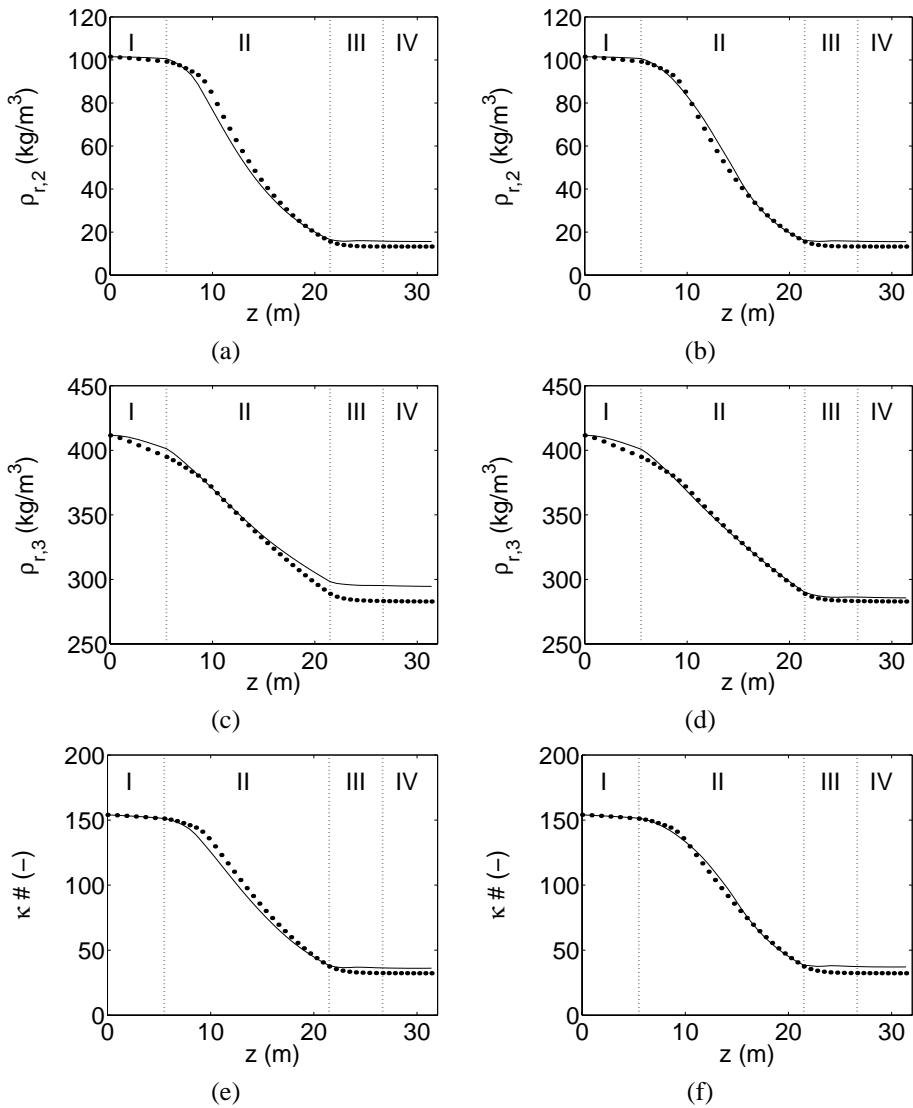 120
100
80
60
40
20
0
ρr,2 (kg/m3)
I II III IV
0 10 20 30
z (m)
(a)
120
100
80
60
40
20
0
ρr,2 (kg/m3)
I II III IV
0 10 20 30
z (m)
(b)
450
400
350
300
250
ρr,3 (kg/m3)
I II III IV
0 10 20 30
z (m)
(c)
450
400
350
300
250
ρr,3 (kg/m3)
I II III IV
0 10 20 30
z (m)
(d)
200
150
100
50
0
κ # (−)
I II III IV
0 10 20 30
z (m)
(e)
200
150
100
50
0
κ # (−)
I II III IV
0 10 20 30
z (m)
(f)